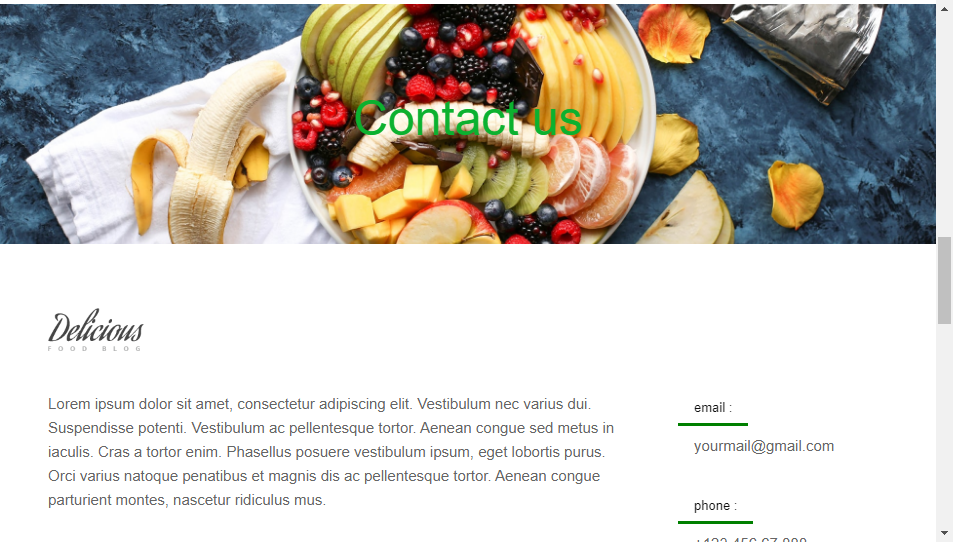 Contact us
Delicious
FOOD BLOG
Lorem ipsum dolor sit amet, consectetur adipiscing elit. Vestibulum nec varius dui.
Suspendisse potenti. Vestibulum ac pellentesque tortor. Aenean congue sed metus in
iaculis. Cras a tortor enim. Phasellus posuere vestibulum ipsum, eget lobortis purus.
Orci varius natoque penatibus et magnis dis ac pellentesque tortor. Aenean congue
parturient montes, nascetur ridiculus mus.
email :
yourmail@gmail.com
phone :